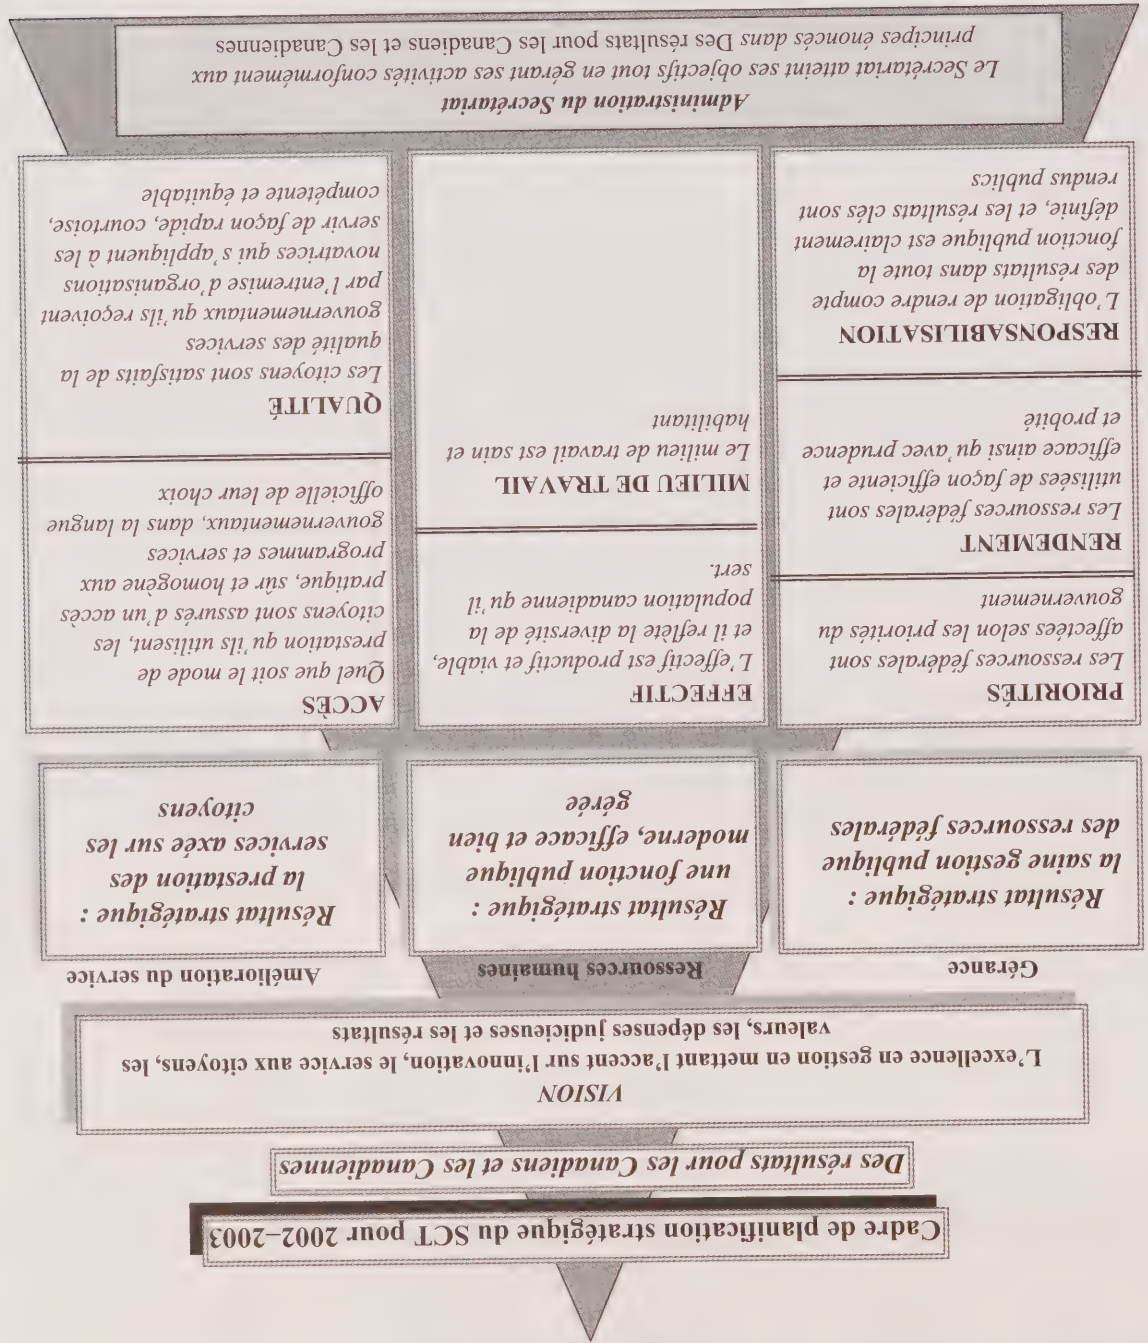 Cadre de planification stratégique du SCT pour 2002–2003
Des résultats pour les Canadiens et les Canadiennes
VISION
L'excellence en gestion en mettant l'accent sur l'innovation, le service aux citoyens, les
valeurs, les dépenses judicieuses et les résultats
Gérance
Résultat stratégique :
la saine gestion publique
des ressources fédérales
PRIORITÉS
Les ressources fédérales sont
affectées selon les priorités du
gouvernement
RENDEMENT
Les ressources fédérales sont
utilisées de façon efficiente et
efficace ainsi qu'avec prudence
et probité
RESPONSABILISATION
L'obligation de rendre compte
des résultats dans toute la
fonction publique est clairement
définie, et les résultats clés sont
rendus publics
Ressources humaines
Résultat stratégique :
une fonction publique
moderne, efficace et bien
gérée
EFFECTIF
L'effectif est productif et viable,
et il reflète la diversité de la
population canadienne qu'il
sert.
MILIEU DE TRAVAIL
Le milieu de travail est sain et
habilitant
Amélioration du service
Résultat stratégique :
la prestation des
services axée sur les
citoyens
ACCÈS
Quel que soit le mode de
prestation qu'ils utilisent, les
citoyens sont assurés d'un accès
pratique, sûr et homogène aux
programmes et services
gouvernementaux, dans la langue
officielle de leur choix
QUALITÉ
Les citoyens sont satisfaits de la
qualité des services
gouvernementaux qu'ils reçoivent
par l'entremise d'organisations
novatrices qui s'appliquent à les
servir de façon rapide, courtoise,
compétente et équitable
Administration du Secrétariat
Le Secrétariat atteint ses objectifs tout en gérant ses activités conformément aux
principes énoncés dans Des résultats pour les Canadiens et les Canadiennes